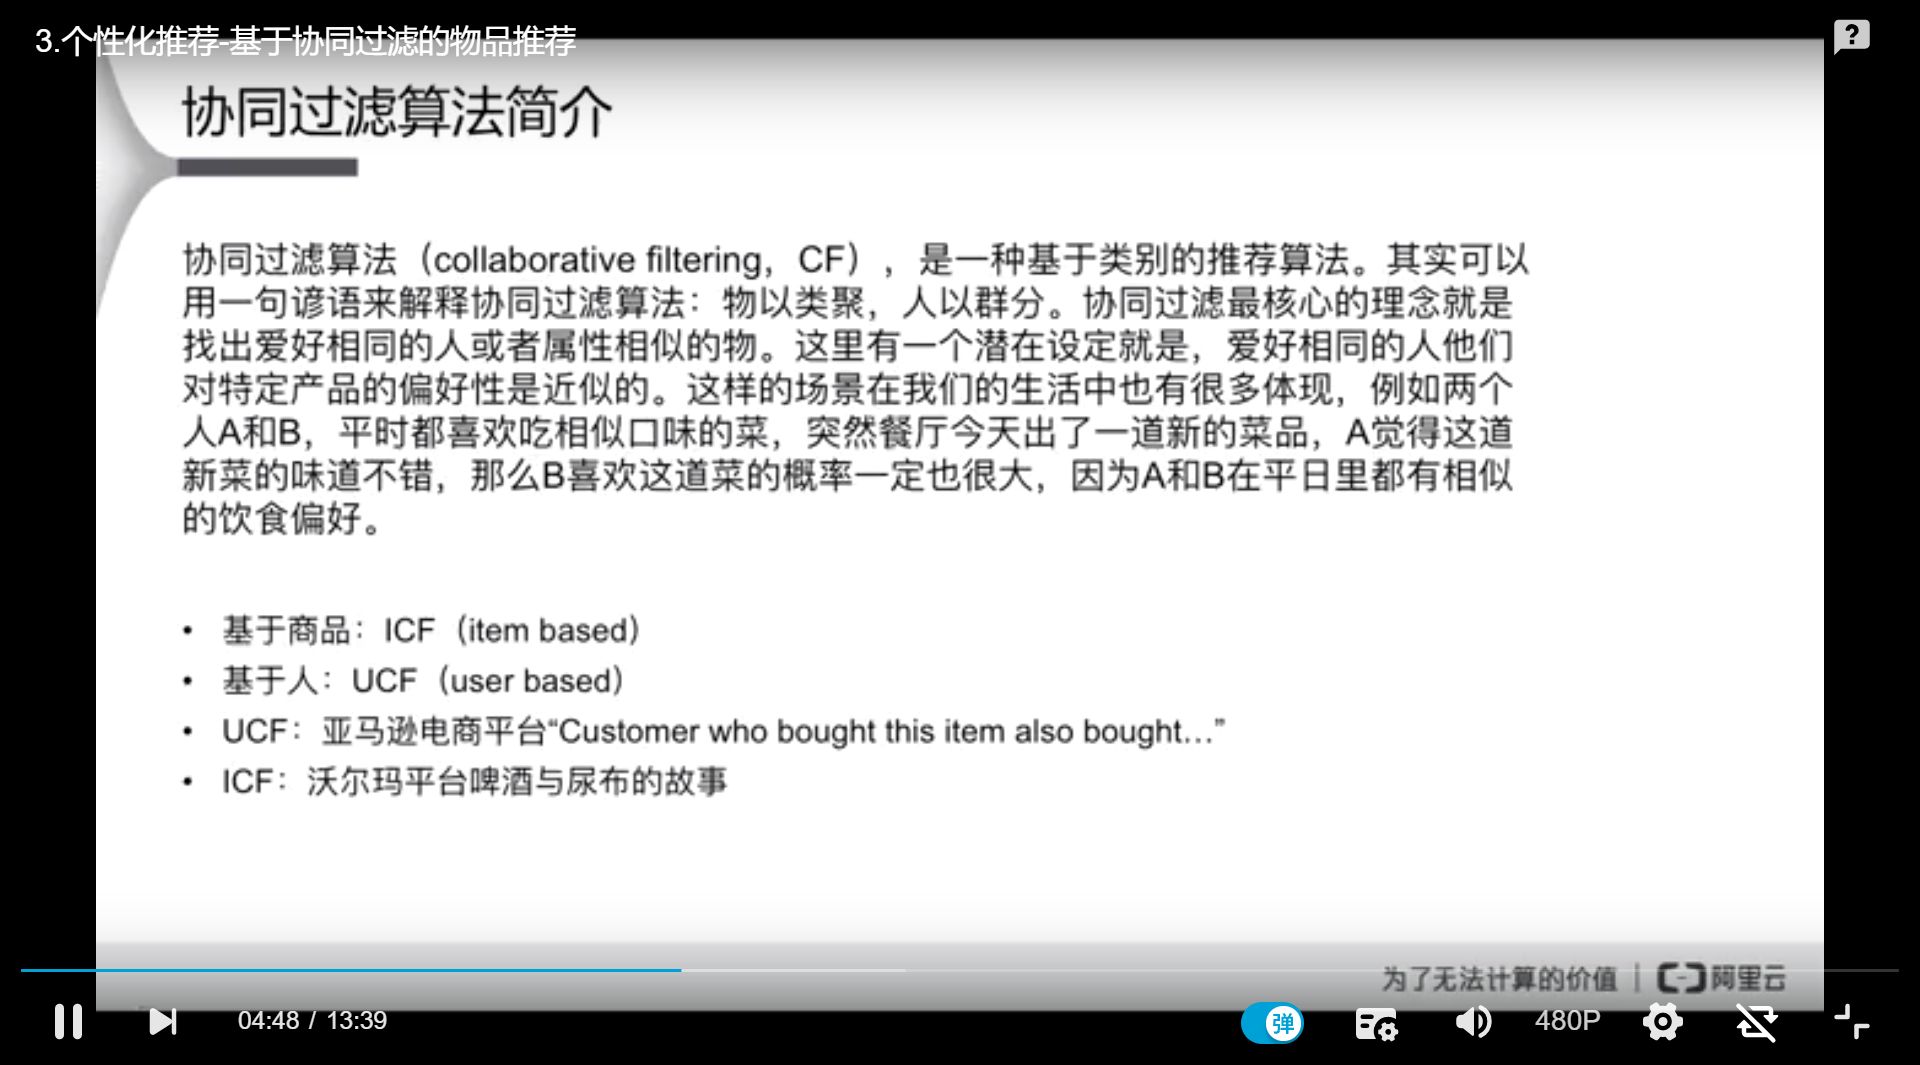 3.个性化推荐-基于协同过滤的物品推荐
协同过滤算法简介
协同过滤算法（collaborative filtering，CF），是一种基于类别的推荐算法。其实可以
用一句谚语来解释协同过滤算法：物以类聚，人以群分。协同过滤最核心的理念就是
找出爱好相同的人或者属性相似的物。这里有一个潜在设定就是，爱好相同的人他们
对特定产品的偏好性是近似的。这样的场景在我们的生活中也有很多体现，例如两个
人A和B，平时都喜欢吃相似口味的菜，突然餐厅今天出了一道新的菜品，A觉得这道
新菜的味道不错，那么B喜欢这道菜的概率一定也很大，因为A和B在平日里都有相似
的饮食偏好。
• 基于商品：ICF（item based）
• 基于人：UCF（user based）
• UCF：亚马逊电商平台“Customer who bought this item also bought…”
• ICF：沃尔玛平台啤酒与尿布的故事
为了无法计算的价值 | 阿里云
04:48 / 13:39
弹
480P